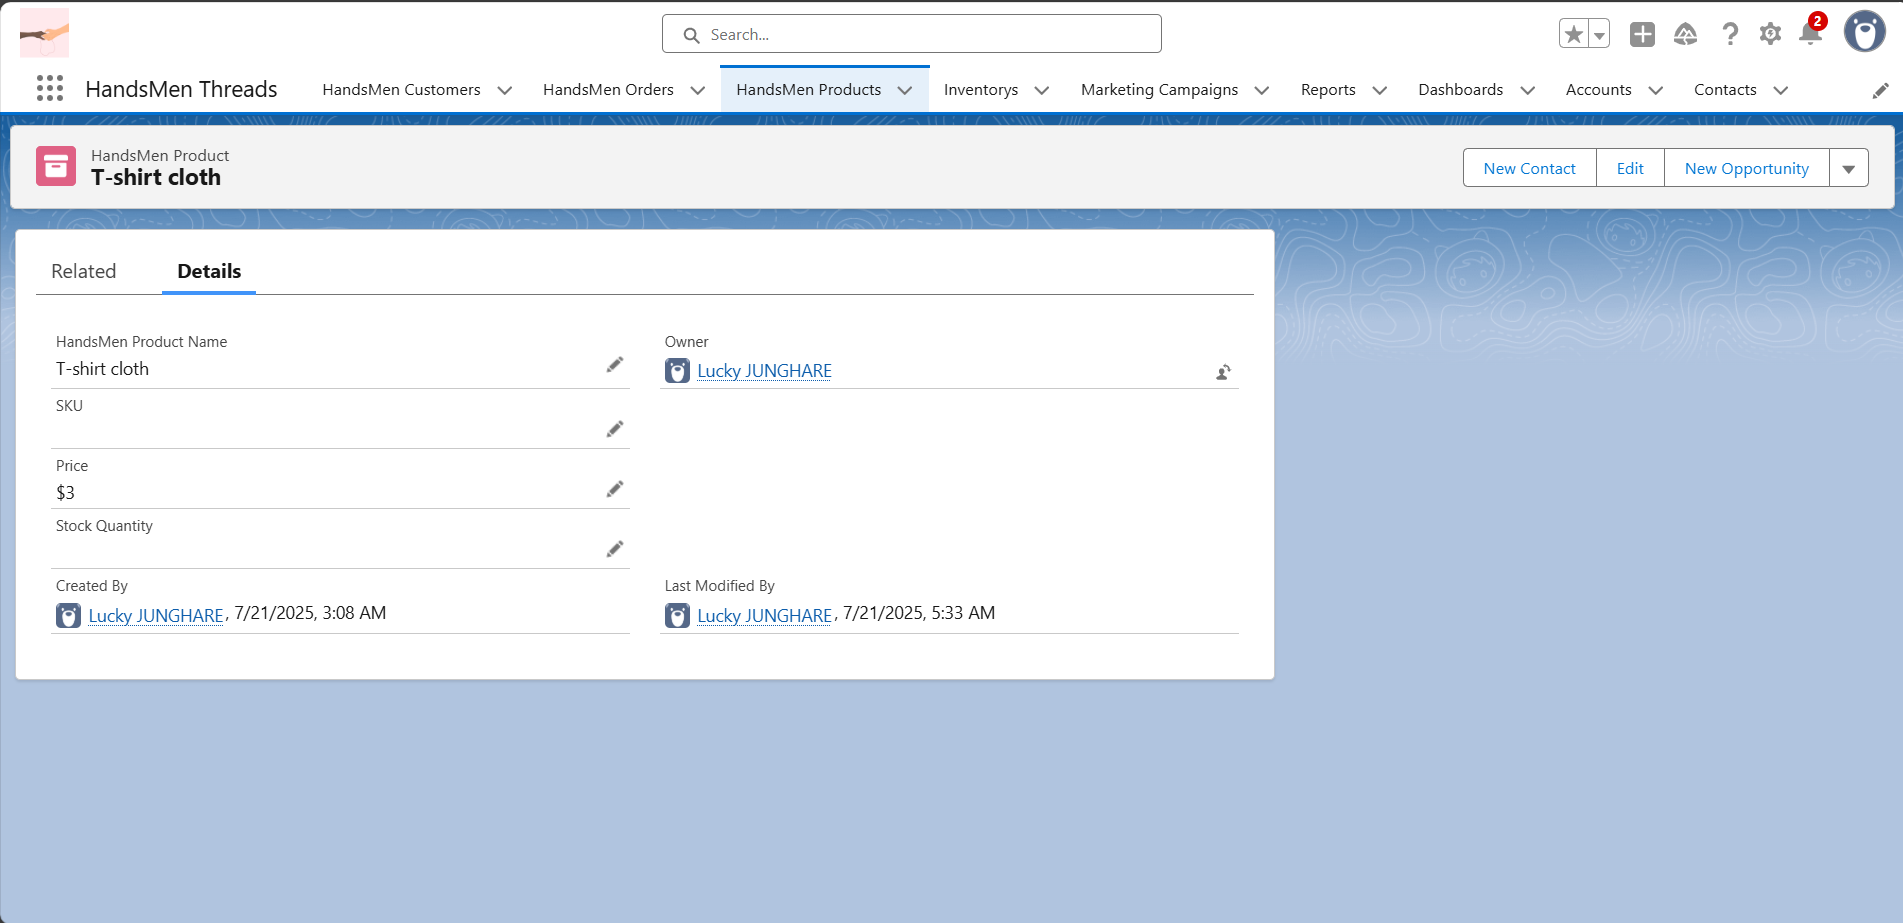 Search...
2
HandsMen Threads
HandsMen Customers
HandsMen Orders
HandsMen Products
Inventorys
Marketing Campaigns
Reports
Dashboards
Accounts
Contacts
HandsMen Product
T-shirt cloth
New Contact
Edit
New Opportunity
Related
Details
HandsMen Product Name
T-shirt cloth
Owner
Lucky JUNGHARE
SKU
Price
$3
Stock Quantity
Created By
Lucky JUNGHARE, 7/21/2025, 3:08 AM
Last Modified By
Lucky JUNGHARE, 7/21/2025, 5:33 AM